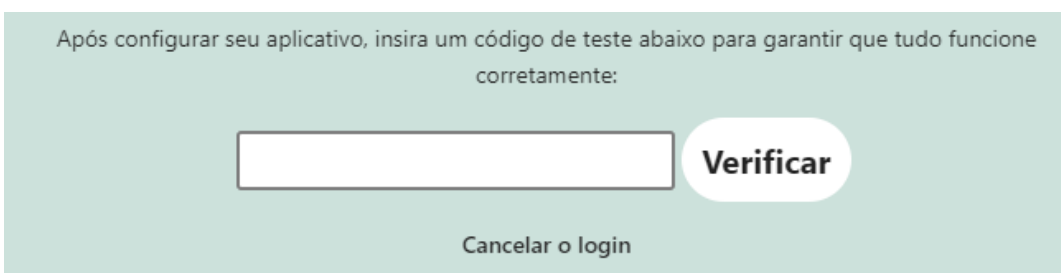 Após configurar seu aplicativo, insira um código de teste abaixo para garantir que tudo funcione
corretamente:
Verificar
Cancelar o login